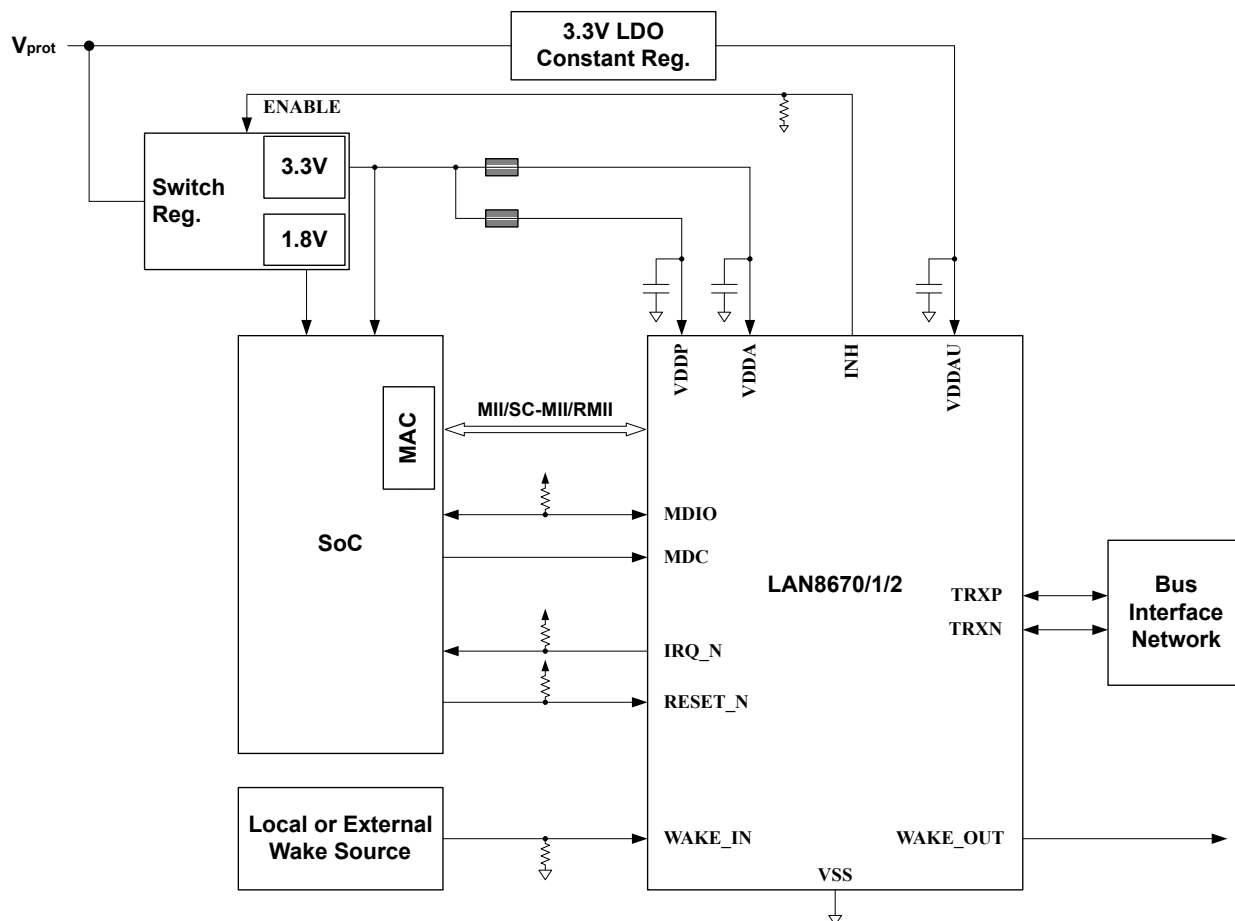 Vprot
3.3V LDO
Constant Reg.
ENABLE
Switch
Reg.
3.3V
1.8V
VDDP
VDDA
INH
VDDAU
MAC
MII/SC-MII/RMII
SoC
MDIO
MDC
LAN8670/1/2
IRQ_N
RESET_N
TRXP
TRXN
Bus
Interface
Network
Local or External
Wake Source
WAKE_IN
WAKE_OUT
VSS